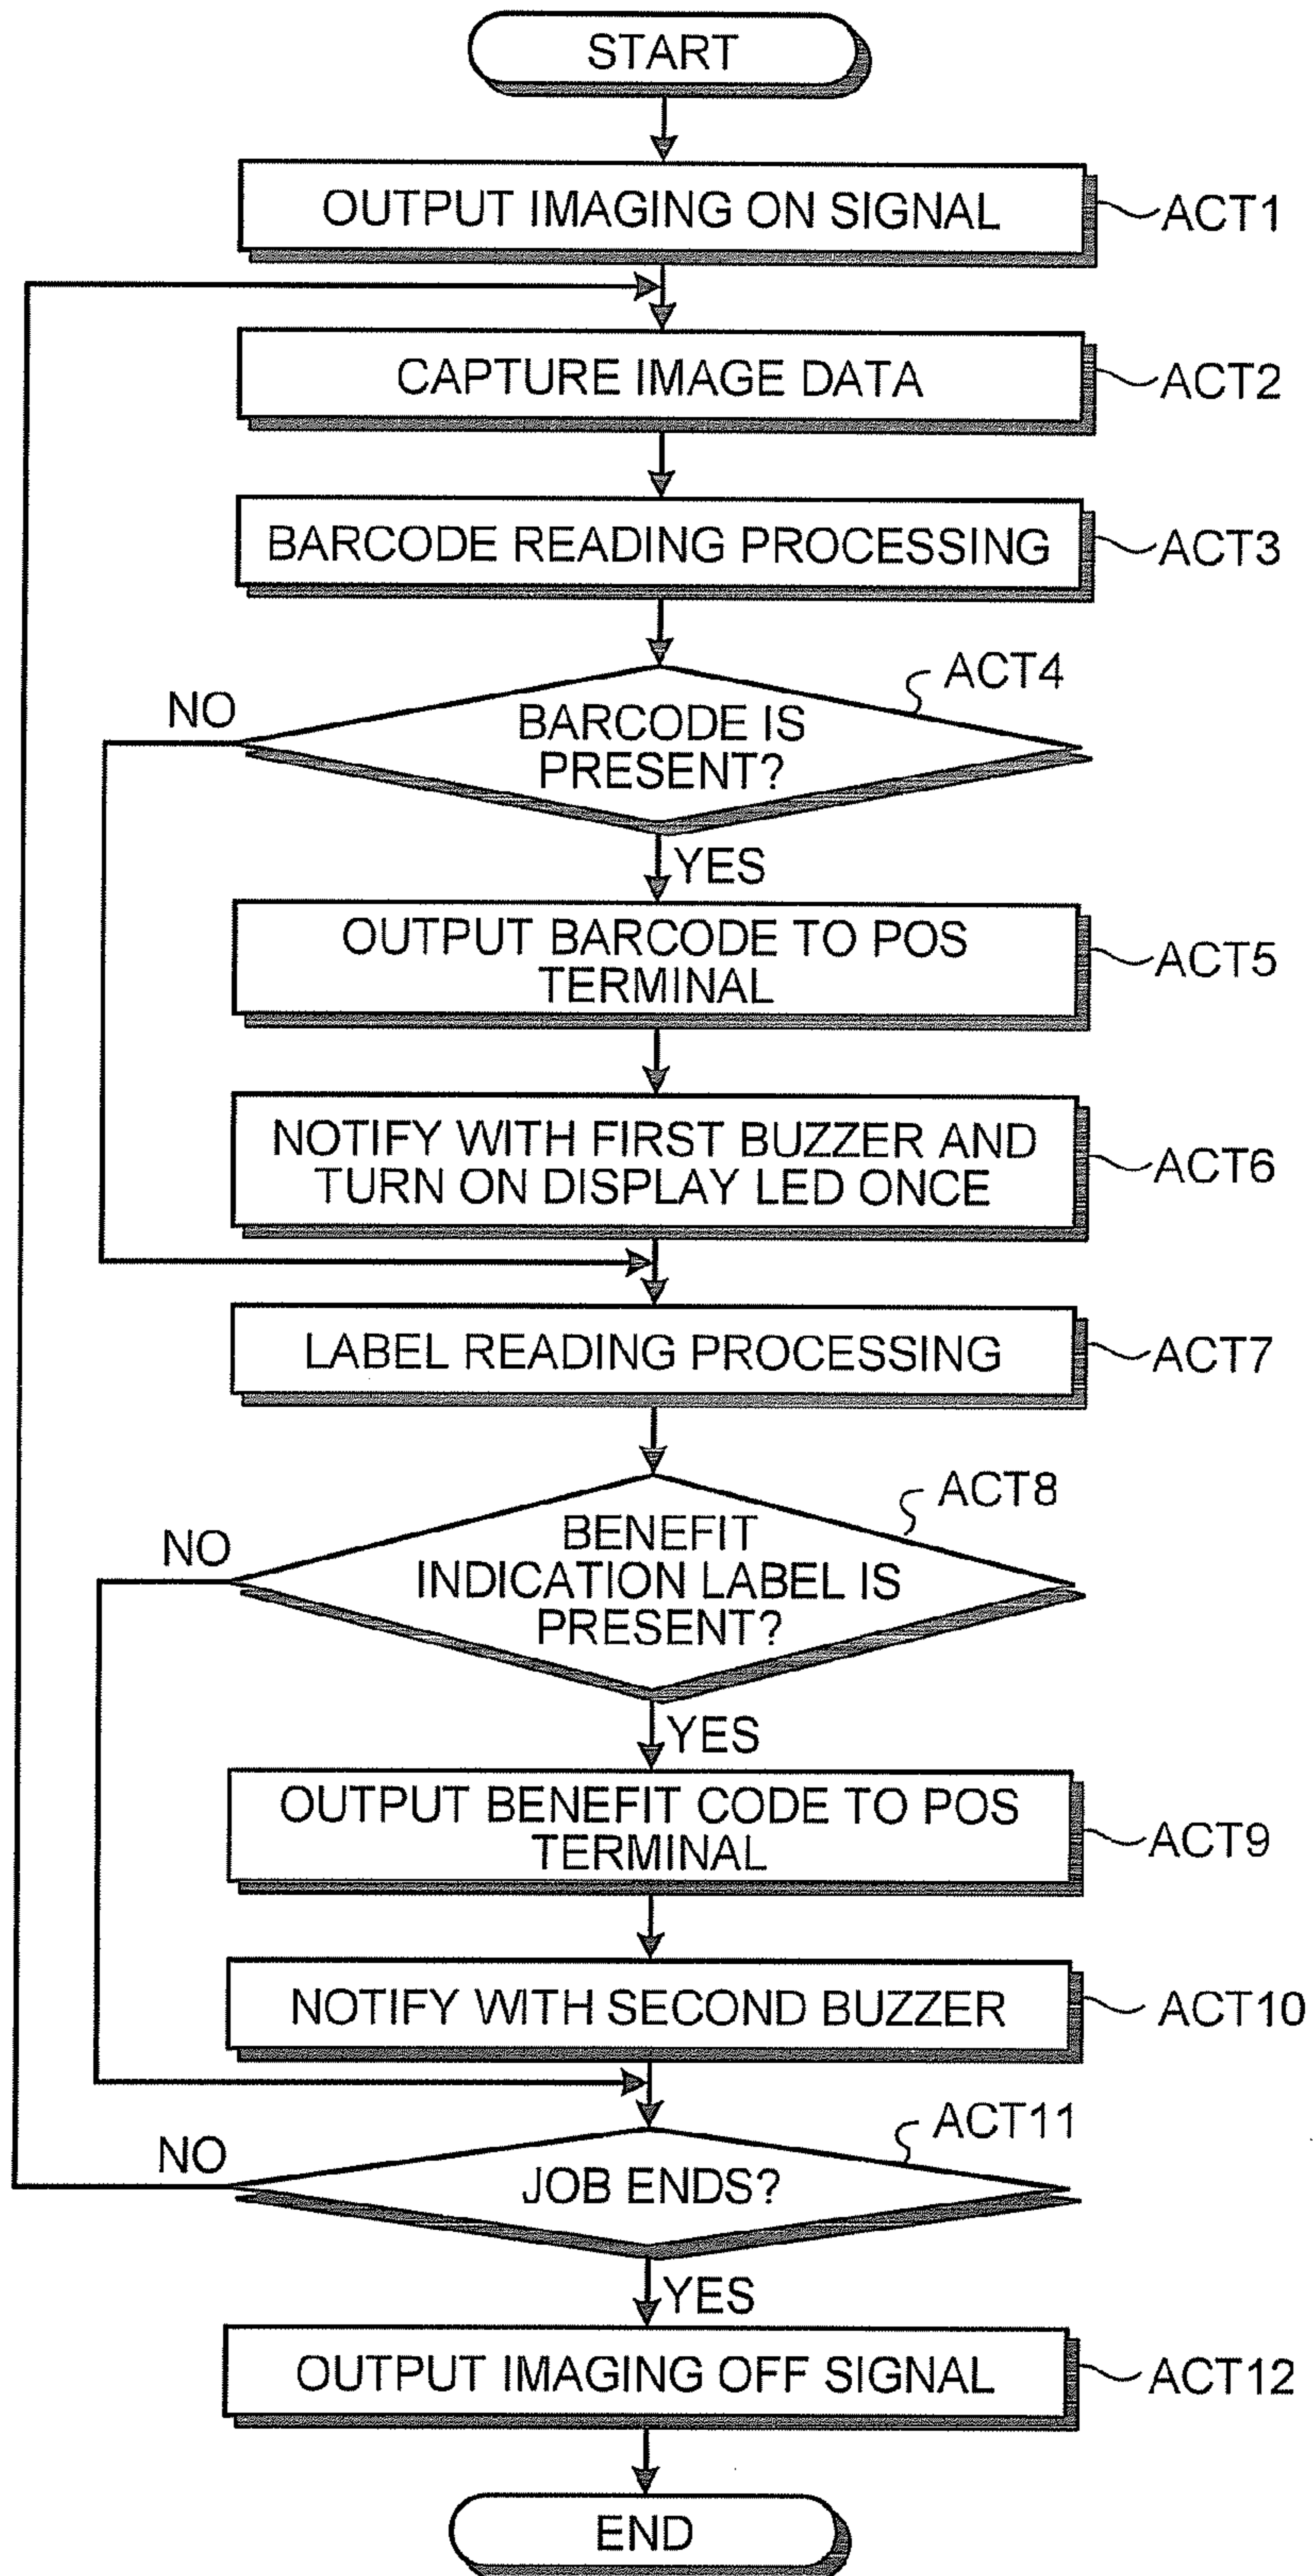 START
OUTPUT IMAGING ON SIGNAL
ACT1
CAPTURE IMAGE DATA
ACT2
BARCODE READING PROCESSING
ACT3
ACT4
NO
BARCODE IS
PRESENT?
YES
OUTPUT BARCODE TO POS
TERMINAL
ACT5
NOTIFY WITH FIRST BUZZER AND
TURN ON DISPLAY LED ONCE
ACT6
LABEL READING PROCESSING
ACT7
ACT8
NO
BENEFIT
INDICATION LABEL IS
PRESENT?
YES
OUTPUT BENEFIT CODE TO POS
TERMINAL
ACT9
NOTIFY WITH SECOND BUZZER
ACT10
ACT11
NO
JOB ENDS?
YES
OUTPUT IMAGING OFF SIGNAL
ACT12
END